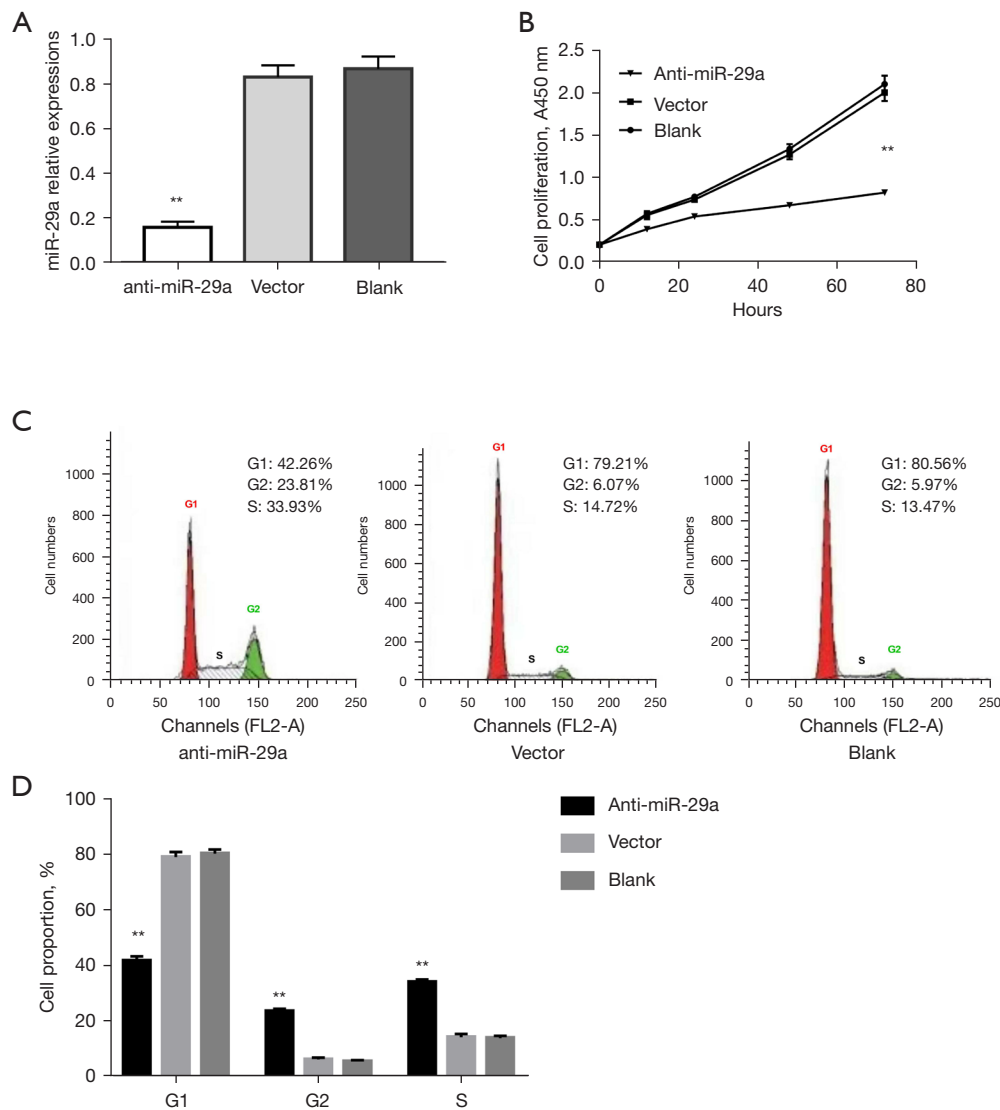 A
miR-29a relative expressions
1.0
0.8
0.6
0.4
0.2
0.0
**
anti-miR-29a
Vector
Blank
B
Cell proliferation, A450 nm
2.5
2.0
1.5
1.0
0.5
0.0
Anti-miR-29a
Vector
Blank
**
0
20
40
60
80
Hours
C
Cell numbers
1000
800
600
400
200
0
G1
S
G2
G1: 42.26%
G2: 23.81%
S: 33.93%
0
50
100
150
200
250
Channels (FL2-A)
anti-miR-29a
Cell numbers
1000
800
600
400
200
0
G1
S
G2
G1: 79.21%
G2: 6.07%
S: 14.72%
0
50
100
150
200
250
Channels (FL2-A)
Vector
Cell numbers
1000
800
600
400
200
0
G1
S
G2
G1: 80.56%
G2: 5.97%
S: 13.47%
0
50
100
150
200
250
Channels (FL2-A)
Blank
D
Cell proportion, %
100
80
60
40
20
0
**
**
**
G1
G2
S
Anti-miR-29a
Vector
Blank